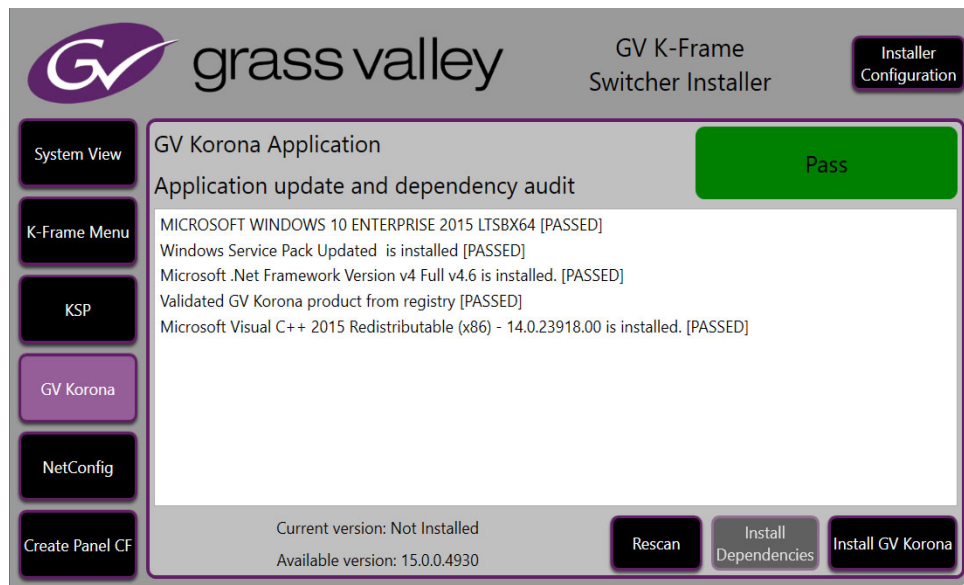 GV grass valley
GV K-Frame
Switcher Installer
Installer
Configuration
System View
K-Frame Menu
KSP
GV Korona
NetConfig
Create Panel CF
GV Korona Application
Pass
Application update and dependency audit
MICROSOFT WINDOWS 10 ENTERPRISE 2015 LTSBX64 [PASSED]
Windows Service Pack Updated  is installed [PASSED]
Microsoft .Net Framework Version v4 Full v4.6 is installed. [PASSED]
Validated GV Korona product from registry [PASSED]
Microsoft Visual C++ 2015 Redistributable (x86) - 14.0.23918.00 is installed. [PASSED]
Current version: Not Installed
Available version: 15.0.0.4930
Rescan
Install
Dependencies
Install GV Korona